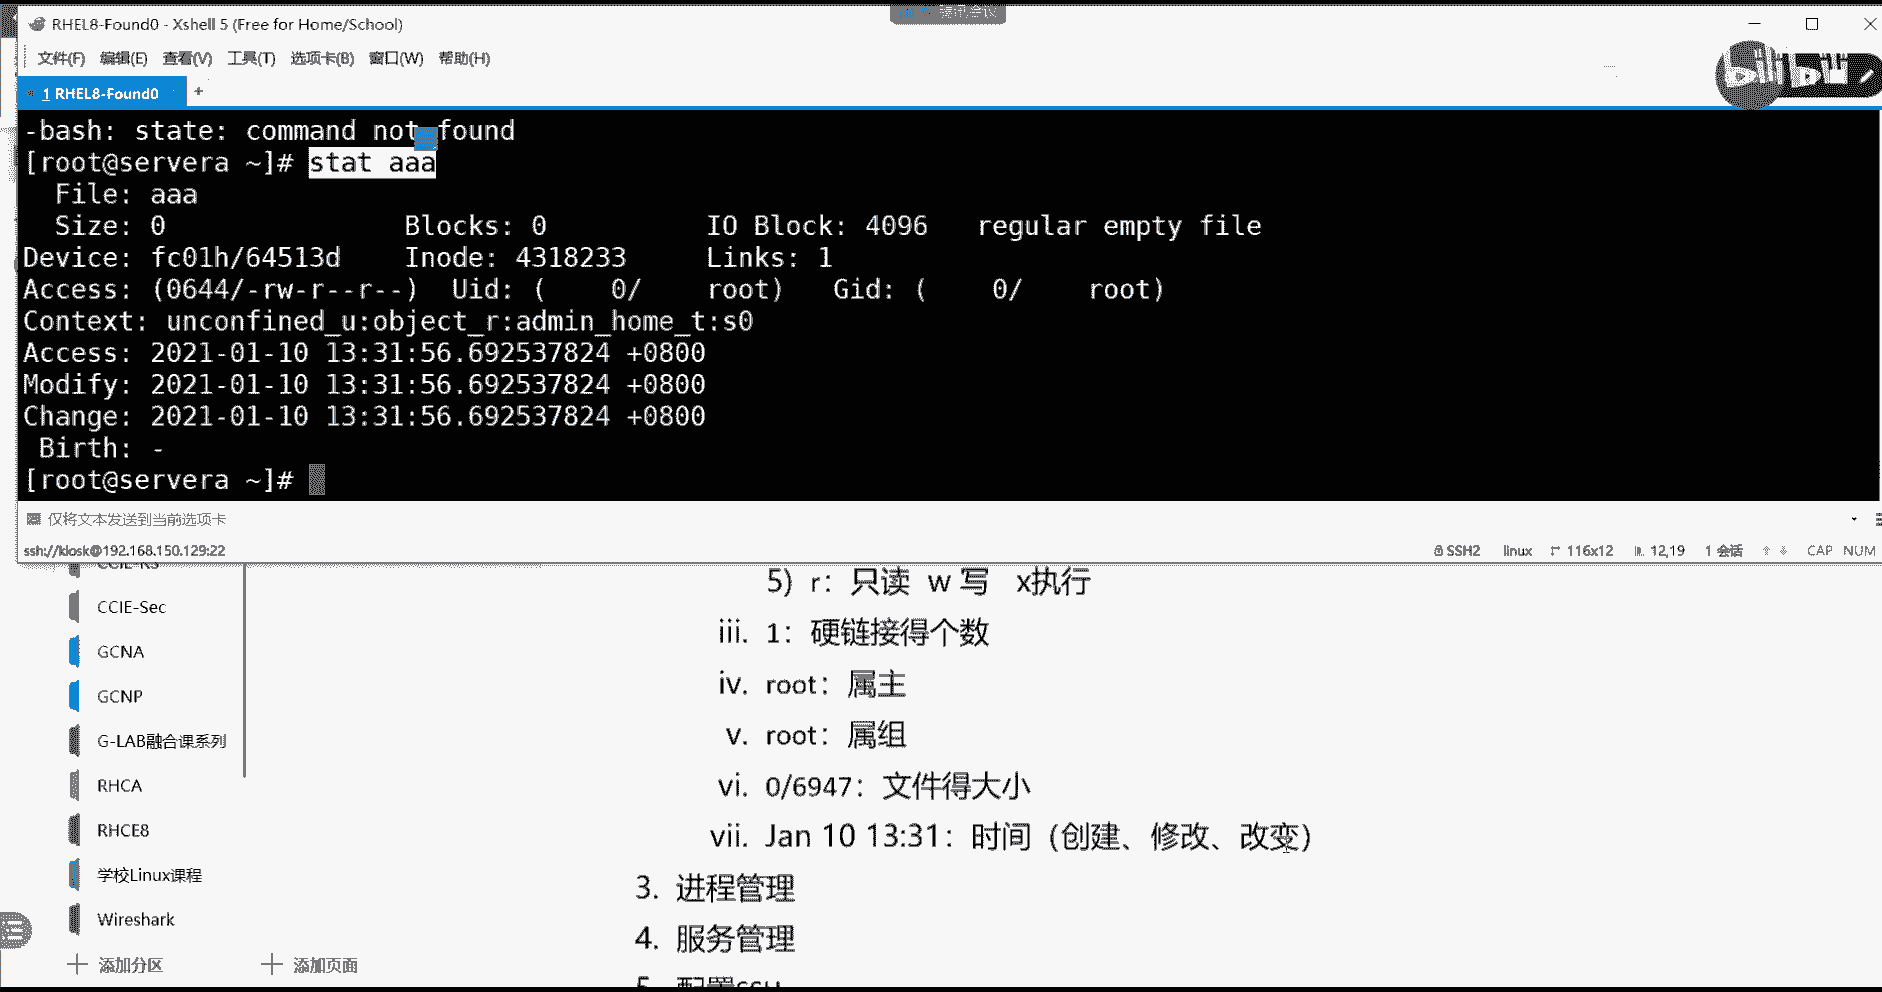 腾讯会议
RHEL8-Found0 - Xshell 5 (Free for Home/School)
文件(F) 编辑(E) 查看(V) 工具(T) 选项卡(B) 窗口(W) 帮助(H)
bilibili
1 RHEL8-Found0 +
-bash: state: command not found
[root@servera ~]# stat aaa
File: aaa
Size: 0 Blocks: 0 IO Block: 4096 regular empty file
Device: fc01h/64513d Inode: 4318233 Links: 1
Access: (0644/-rw-r--r--) Uid: ( 0/ root) Gid: ( 0/ root)
Context: unconfined_u:object_r:admin_home_t:s0
Access: 2021-01-10 13:31:56.692537824 +0800
Modify: 2021-01-10 13:31:56.692537824 +0800
Change: 2021-01-10 13:31:56.692537824 +0800
Birth: -
[root@servera ~]#
仅将文本发送到当前选项卡
ssh://kiosk@192.168.150.129:22 SSH2 linux 116x12 12,19 1 会话 CAP NUM
CCIE-Sec
GCNA
GCNP
G-LAB融合课系列
RHCA
RHCE8
学校Linux课程
Wireshark
添加分区 添加页面
5) r：只读 w 写 x执行
iii. 1：硬链接得个数
iv. root：属主
v. root：属组
vi. 0/6947：文件得大小
vii. Jan 10 13:31：时间（创建、修改、改变）
3. 进程管理
4. 服务管理